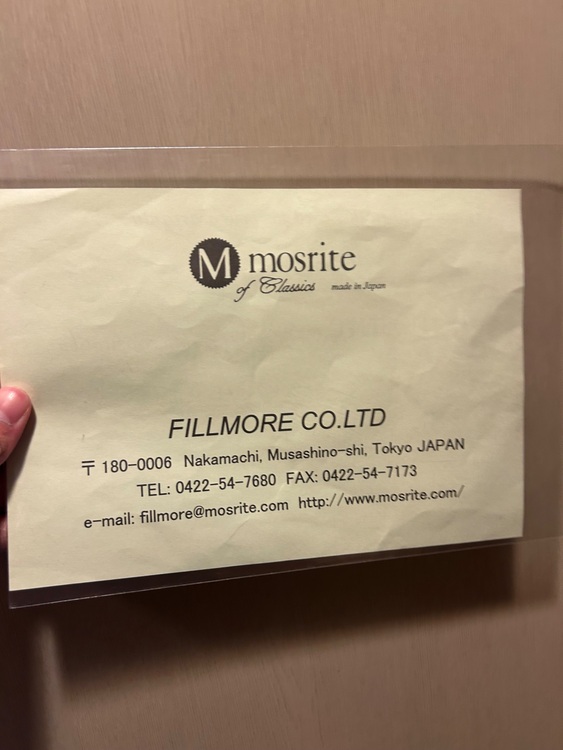 M mosrite
of Classics made in Japan
FILLMORE CO.LTD
〒180-0006 Nakamachi, Musashino-shi, Tokyo JAPAN
TEL: 0422-54-7680 FAX: 0422-54-7173
e-mail: fillmore@mosrite.com http://www.mosrite.com/